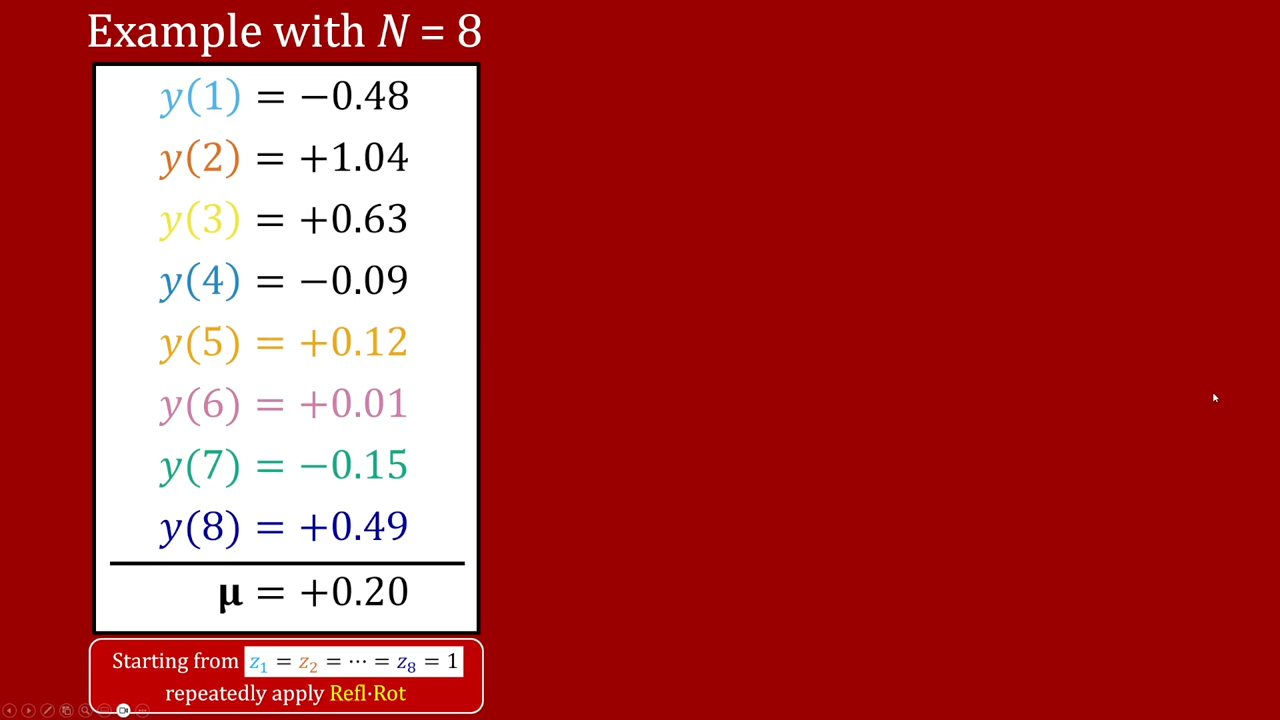 Example with N = 8
y(1) = −0.48
y(2) = +1.04
y(3) = +0.63
y(4) = −0.09
y(5) = +0.12
y(6) = +0.01
y(7) = −0.15
y(8) = +0.49
μ = +0.20
Starting from z₁ = z₂ = ⋯ = z₈ = 1
repeatedly apply Refl·Rot